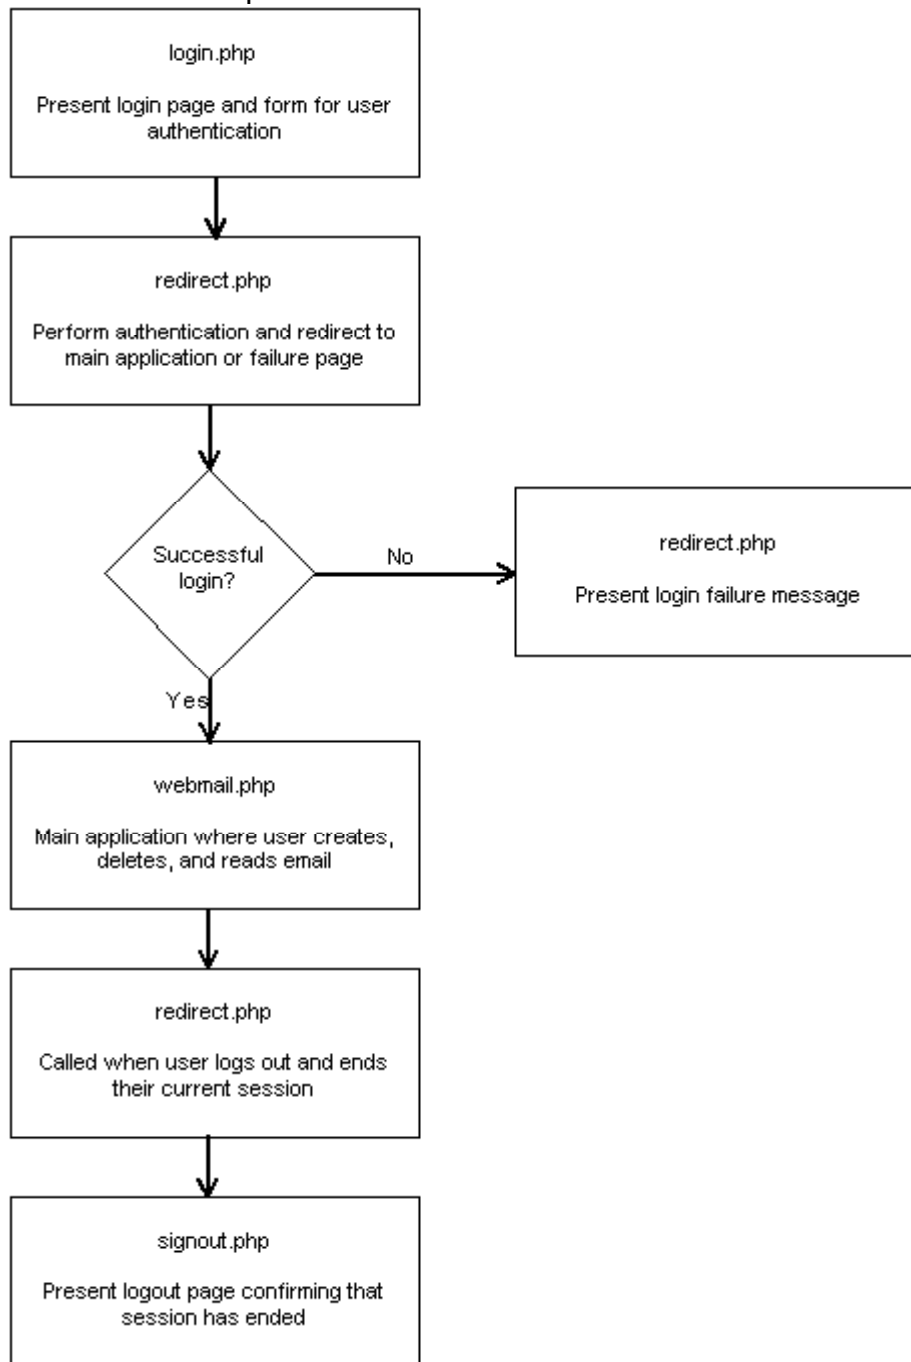 login.php
Present login page and form for user
authentication
redirect.php
Perform authentication and redirect to
main application or failure page
Successful
login?
No
redirect.php
Present login failure message
Yes
webmail.php
Main application where user creates,
deletes, and reads email
redirect.php
Called when user logs out and ends
their current session
signout.php
Present logout page confirming that
session has ended